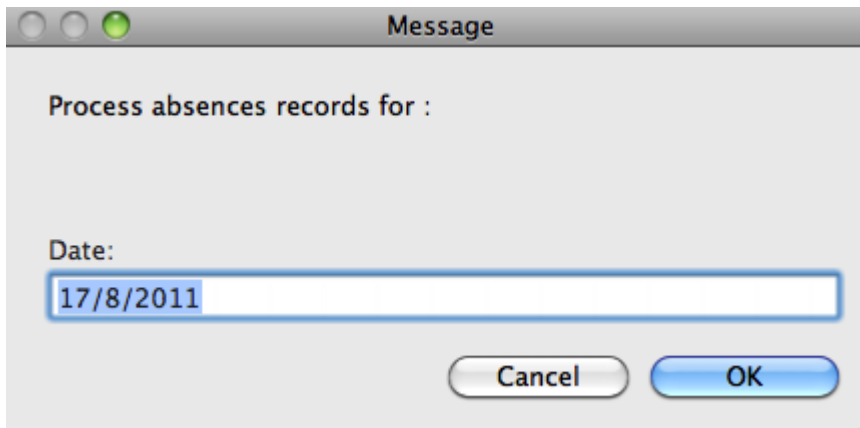 Message
Process absences records for :
Date:
17/8/2011
Cancel OK